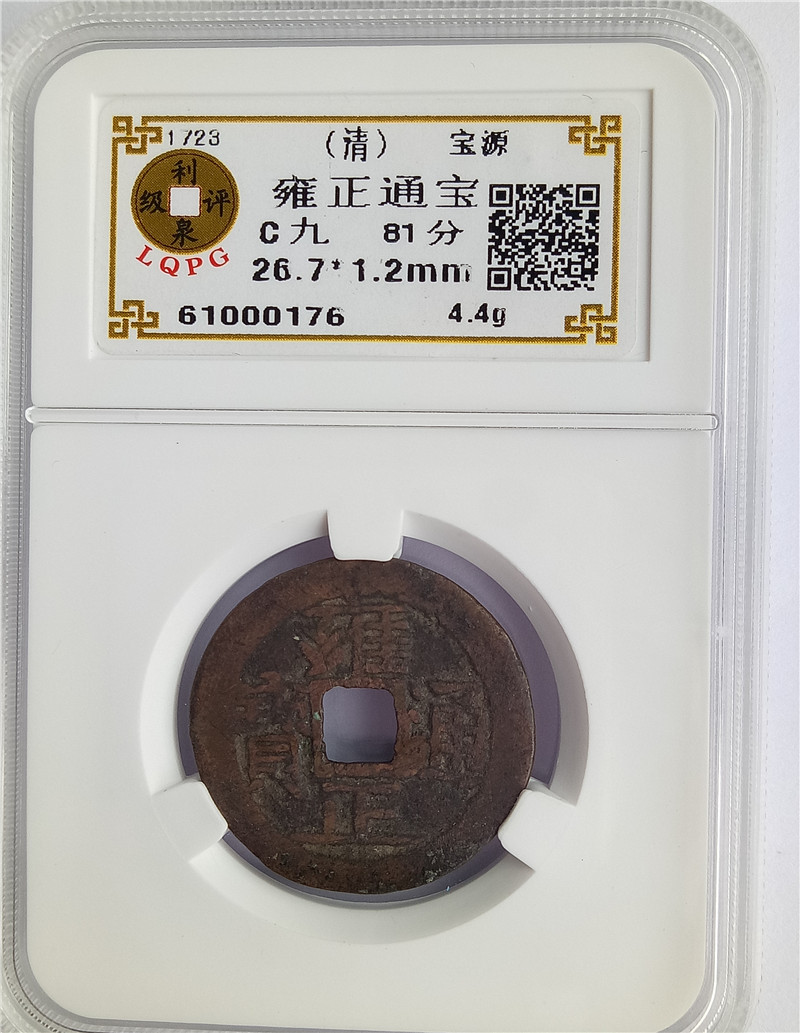 1723 (清) 宝源
利泉评级
LQPG
雍正通宝
C九 81分
26.7*1.2mm
61000176 4.4g
雍正通寳